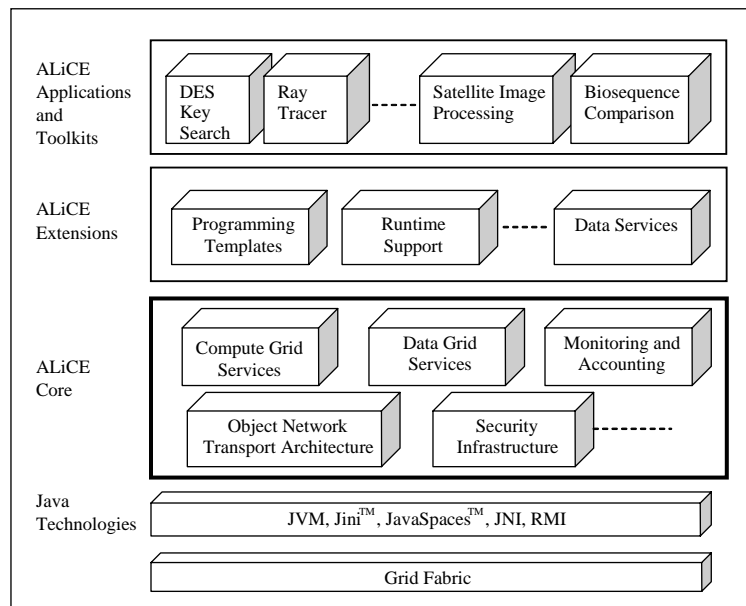 ALiCE
Applications
and
Toolkits
DES
Key
Search
Ray
Tracer
Satellite Image
Processing
Biosequence
Comparison
ALiCE
Extensions
Programming
Templates
Runtime
Support
Data Services
ALiCE
Core
Compute Grid
Services
Data Grid
Services
Monitoring and
Accounting
Object Network
Transport Architecture
Security
Infrastructure
Java
Technologies
JVM, Jini™, JavaSpaces™, JNI, RMI
Grid Fabric